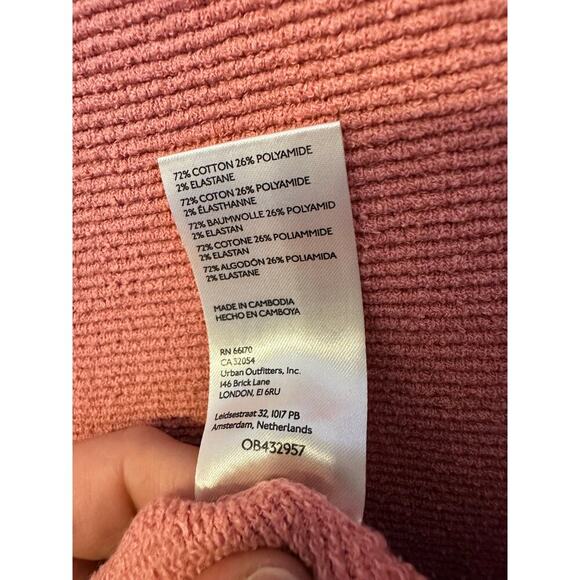 72% COTTON 26% POLYAMIDE
2% ELASTANE
72% COTON 26% POLYAMIDE
2% ÉLASTHANNE
72% BAUMWOLLE 26% POLYAMID
2% ELASTAN
72% COTONE 26% POLIAMMIDE
2% ELASTAN
72% ALGODÓN 26% POLIAMIDA
2% ELASTANE
MADE IN CAMBODIA
HECHO EN CAMBOYA
RN 66170
CA 32054
Urban Outfitters, Inc.
146 Brick Lane
LONDON, E1 6RU
Leidsestraat 32, 1017 PB
Amsterdam, Netherlands
OB432957